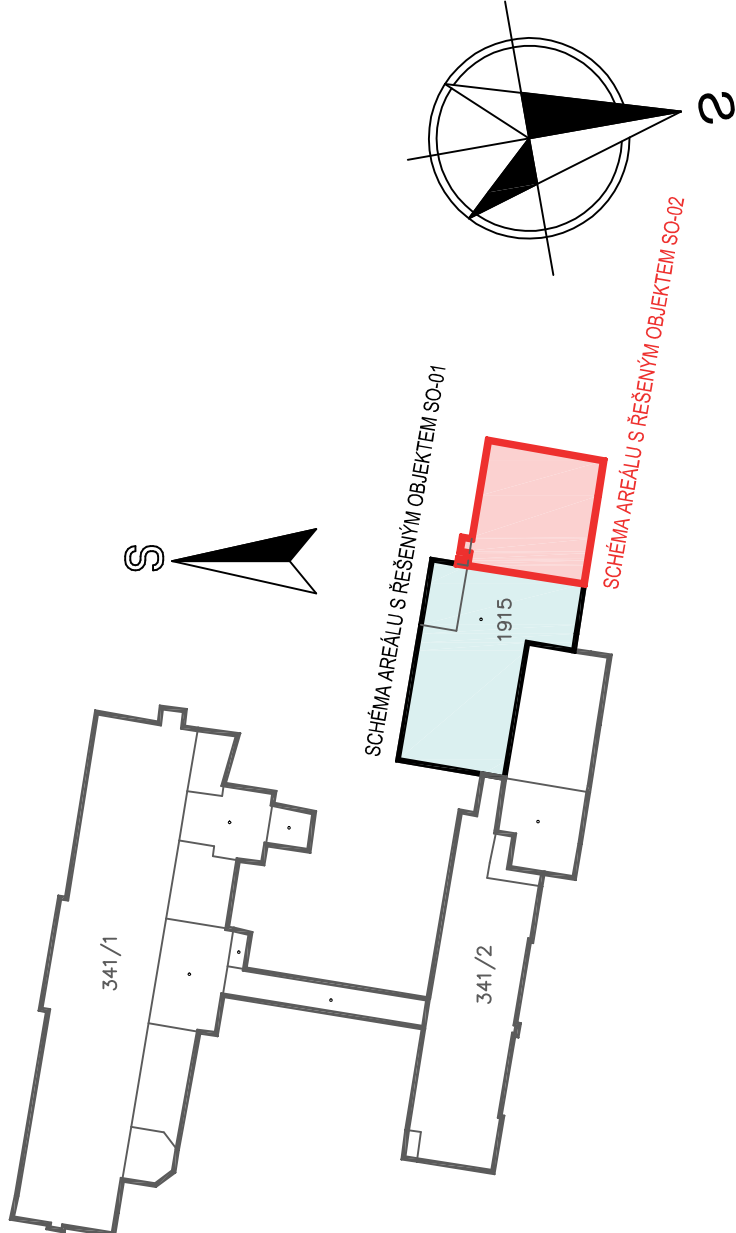 S
SCHÉMA AREÁLU S ŘEŠENÝM OBJEKTEM SO-02
SCHÉMA AREÁLU S ŘEŠENÝM OBJEKTEM SO-01
S
1915
341/1
341/2